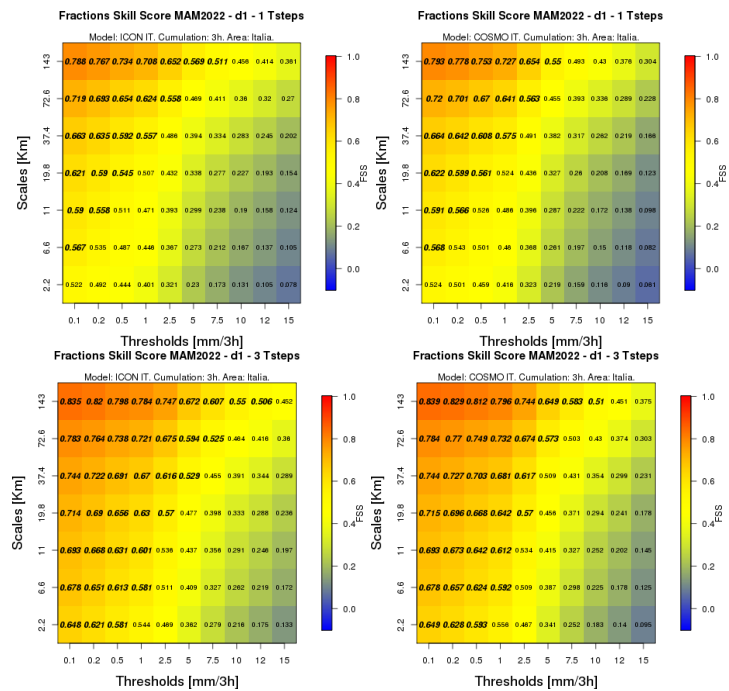 Fractions Skill Score MAM2022 - d1 - 1 Tsteps
Model: ICON IT. Cumulation: 3h. Area: Italia.
Scales [Km]
143 0.788 0.767 0.734 0.708 0.652 0.569 0.511 0.456 0.414 0.361
72.6 0.719 0.693 0.654 0.624 0.558 0.469 0.411 0.36 0.32 0.27
37.4 0.663 0.635 0.592 0.557 0.486 0.394 0.334 0.283 0.245 0.202
19.8 0.621 0.59 0.545 0.507 0.432 0.338 0.277 0.227 0.193 0.154
11 0.59 0.558 0.511 0.471 0.393 0.299 0.238 0.19 0.158 0.124
6.6 0.567 0.535 0.487 0.446 0.367 0.273 0.212 0.167 0.137 0.105
2.2 0.522 0.492 0.444 0.401 0.321 0.23 0.173 0.131 0.105 0.078
0.1 0.2 0.5 1 2.5 5 7.5 10 12 15
Thresholds [mm/3h]
1.0
0.8
0.6
0.4
0.2
0.0
FSS
Fractions Skill Score MAM2022 - d1 - 1 Tsteps
Model: COSMO IT. Cumulation: 3h. Area: Italia.
Scales [Km]
143 0.793 0.778 0.753 0.727 0.654 0.55 0.493 0.43 0.376 0.304
72.6 0.72 0.701 0.67 0.641 0.563 0.455 0.393 0.336 0.289 0.228
37.4 0.664 0.642 0.608 0.575 0.491 0.382 0.317 0.262 0.219 0.166
19.8 0.622 0.599 0.561 0.524 0.436 0.327 0.26 0.208 0.169 0.123
11 0.591 0.566 0.526 0.486 0.396 0.287 0.222 0.172 0.138 0.098
6.6 0.568 0.543 0.501 0.46 0.368 0.261 0.197 0.15 0.118 0.082
2.2 0.524 0.501 0.459 0.416 0.323 0.219 0.159 0.118 0.09 0.061
0.1 0.2 0.5 1 2.5 5 7.5 10 12 15
Thresholds [mm/3h]
1.0
0.8
0.6
0.4
0.2
0.0
FSS
Fractions Skill Score MAM2022 - d1 - 3 Tsteps
Model: ICON IT. Cumulation: 3h. Area: Italia.
Scales [Km]
143 0.835 0.82 0.798 0.784 0.747 0.672 0.607 0.55 0.506 0.452
72.6 0.783 0.764 0.738 0.721 0.675 0.594 0.525 0.464 0.416 0.36
37.4 0.744 0.722 0.691 0.67 0.616 0.529 0.455 0.391 0.344 0.289
19.8 0.714 0.69 0.656 0.63 0.57 0.477 0.398 0.333 0.288 0.236
11 0.693 0.668 0.631 0.601 0.536 0.437 0.356 0.291 0.246 0.197
6.6 0.678 0.651 0.613 0.581 0.511 0.409 0.327 0.262 0.219 0.172
2.2 0.648 0.621 0.581 0.544 0.469 0.362 0.279 0.216 0.175 0.133
0.1 0.2 0.5 1 2.5 5 7.5 10 12 15
Thresholds [mm/3h]
1.0
0.8
0.6
0.4
0.2
0.0
FSS
Fractions Skill Score MAM2022 - d1 - 3 Tsteps
Model: COSMO IT. Cumulation: 3h. Area: Italia.
Scales [Km]
143 0.839 0.829 0.812 0.796 0.744 0.649 0.583 0.51 0.451 0.375
72.6 0.784 0.77 0.749 0.732 0.674 0.573 0.503 0.43 0.374 0.303
37.4 0.744 0.727 0.703 0.681 0.617 0.509 0.431 0.354 0.299 0.231
19.8 0.715 0.696 0.668 0.642 0.57 0.456 0.371 0.294 0.241 0.178
11 0.693 0.673 0.642 0.612 0.534 0.415 0.327 0.252 0.202 0.145
6.6 0.678 0.657 0.624 0.592 0.509 0.387 0.298 0.225 0.178 0.125
2.2 0.649 0.628 0.593 0.556 0.467 0.341 0.252 0.183 0.14 0.095
0.1 0.2 0.5 1 2.5 5 7.5 10 12 15
Thresholds [mm/3h]
1.0
0.8
0.6
0.4
0.2
0.0
FSS